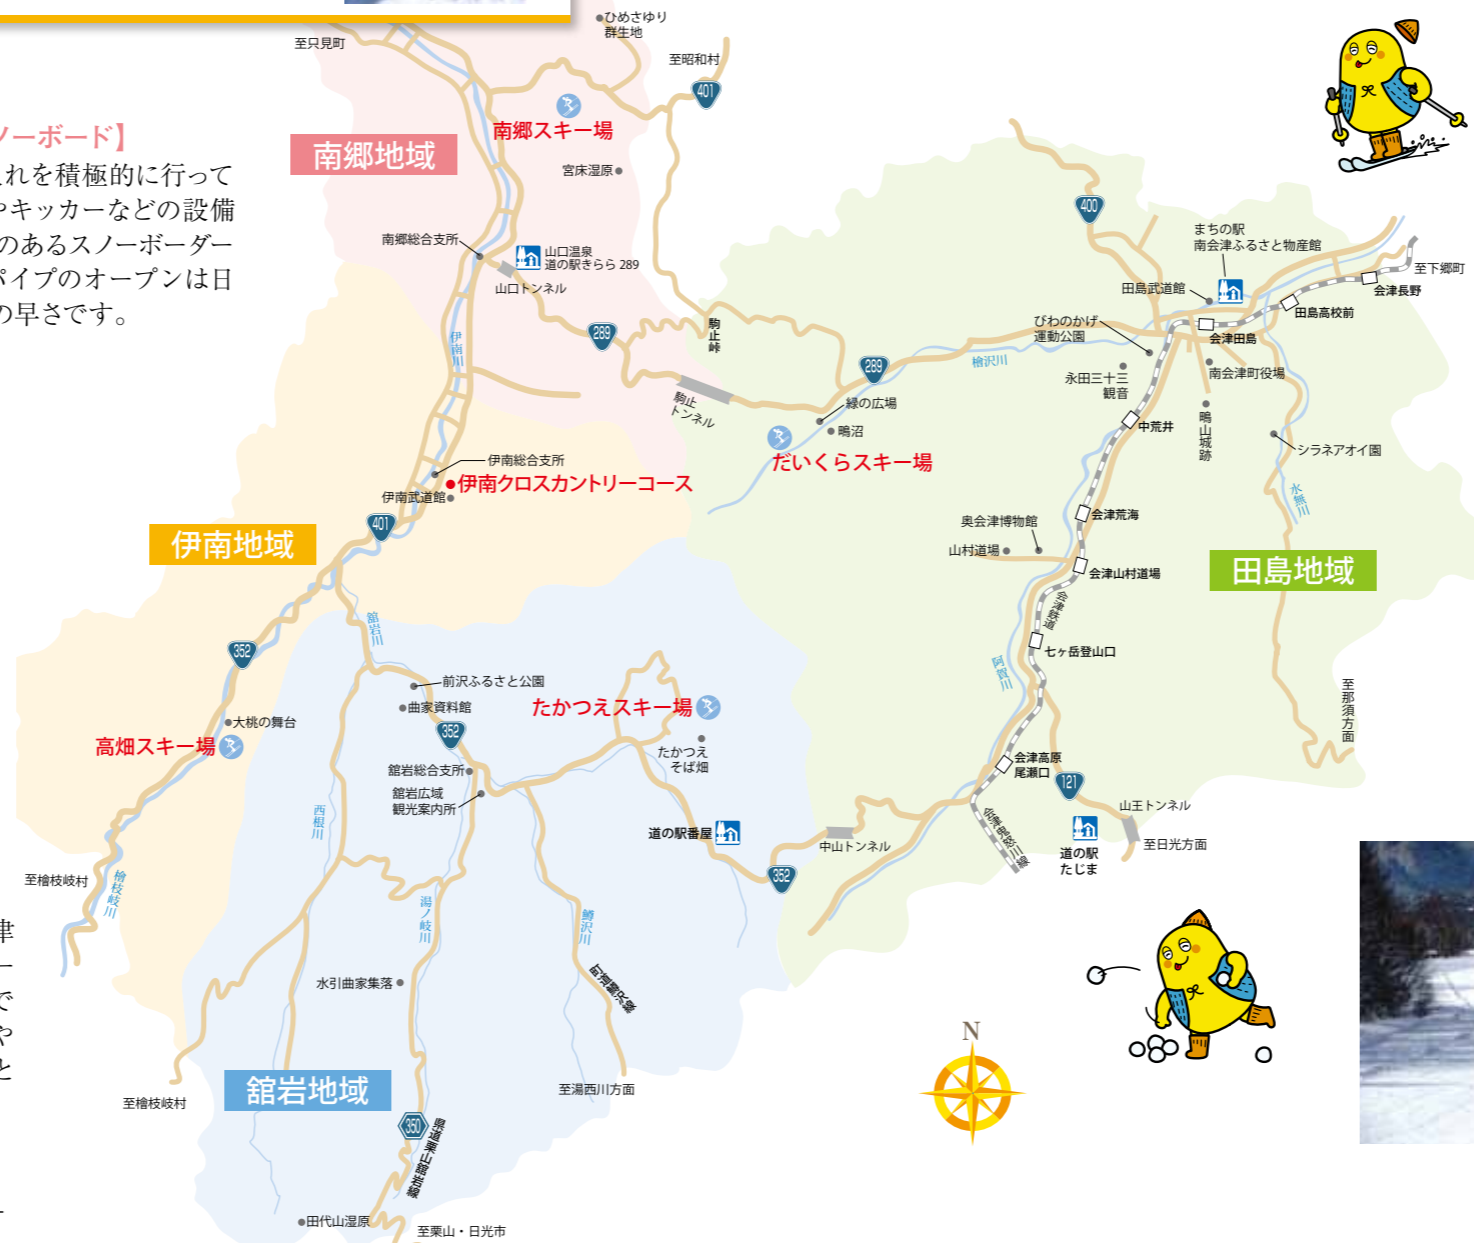 ノーボード】
れを積極的に行って
やキッカーなどの設備
のあるスノーボーダー
パイプのオープンは日
の早さです。
津
ー
で
や
と
至只見町
ひめさゆり
群生地
至昭和村
401
南郷スキー場
南郷地域
宮床湿原
南郷総合支所
山口温泉
道の駅きらら 289
山口トンネル
伊南川
289
駒止峠
駒止
トンネル
289
檜沢川
緑の広場
鴫沼
だいくらスキー場
400
まちの駅
南会津ふるさと物産館
田島武道館
びわのかげ
運動公園
永田三十三
観音
会津田島
田島高校前
会津長野
至下郷町
南会津町役場
鴫山城跡
中荒井
シラネアオイ園
水無川
伊南総合支所
伊南クロスカントリーコース
伊南武道館
401
伊南地域
奥会津博物館
山村道場
会津荒海
会津山村道場
田島地域
会津鉄道
七ヶ岳登山口
阿賀川
至那須方面
352
舘岩川
前沢ふるさと公園
曲家資料館
たかつえスキー場
大桃の舞台
高畑スキー場
352
たかつえ
そば畑
舘岩総合支所
舘岩広域
観光案内所
会津高原
尾瀬口
121
山王トンネル
至日光方面
道の駅
たじま
会津鬼怒川線
西根川
道の駅番屋
中山トンネル
352
至檜枝岐村
檜枝岐川
湯ノ岐川
鱒沢川
町道鱒沢線
水引曲家集落
至檜枝岐村
舘岩地域
至湯西川方面
350
県道栗山舘岩線
田代山湿原
至栗山・日光市
N